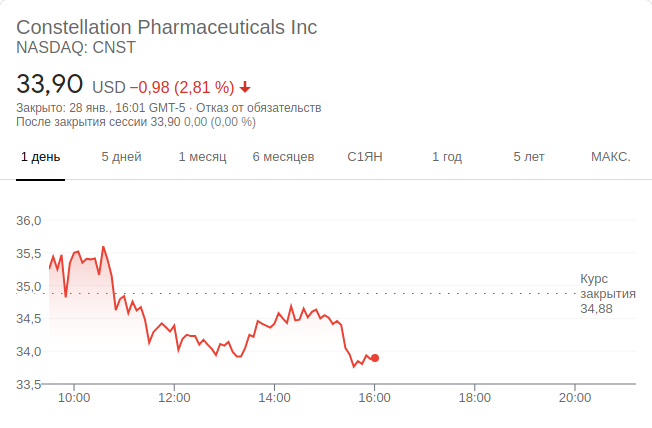 Constellation Pharmaceuticals Inc
NASDAQ: CNST
33,90 USD −0,98 (2,81 %)
Закрыто: 28 янв., 16:01 GMT-5 · Отказ от обязательств
После закрытия сессии 33,90 0,00 (0,00 %)
1 день 5 дней 1 месяц 6 месяцев С1ЯН 1 год 5 лет МАКС.
36,0
35,5
35,0
34,5
34,0
33,5
Курс
закрытия
34,88
10:00 12:00 14:00 16:00 18:00 20:00